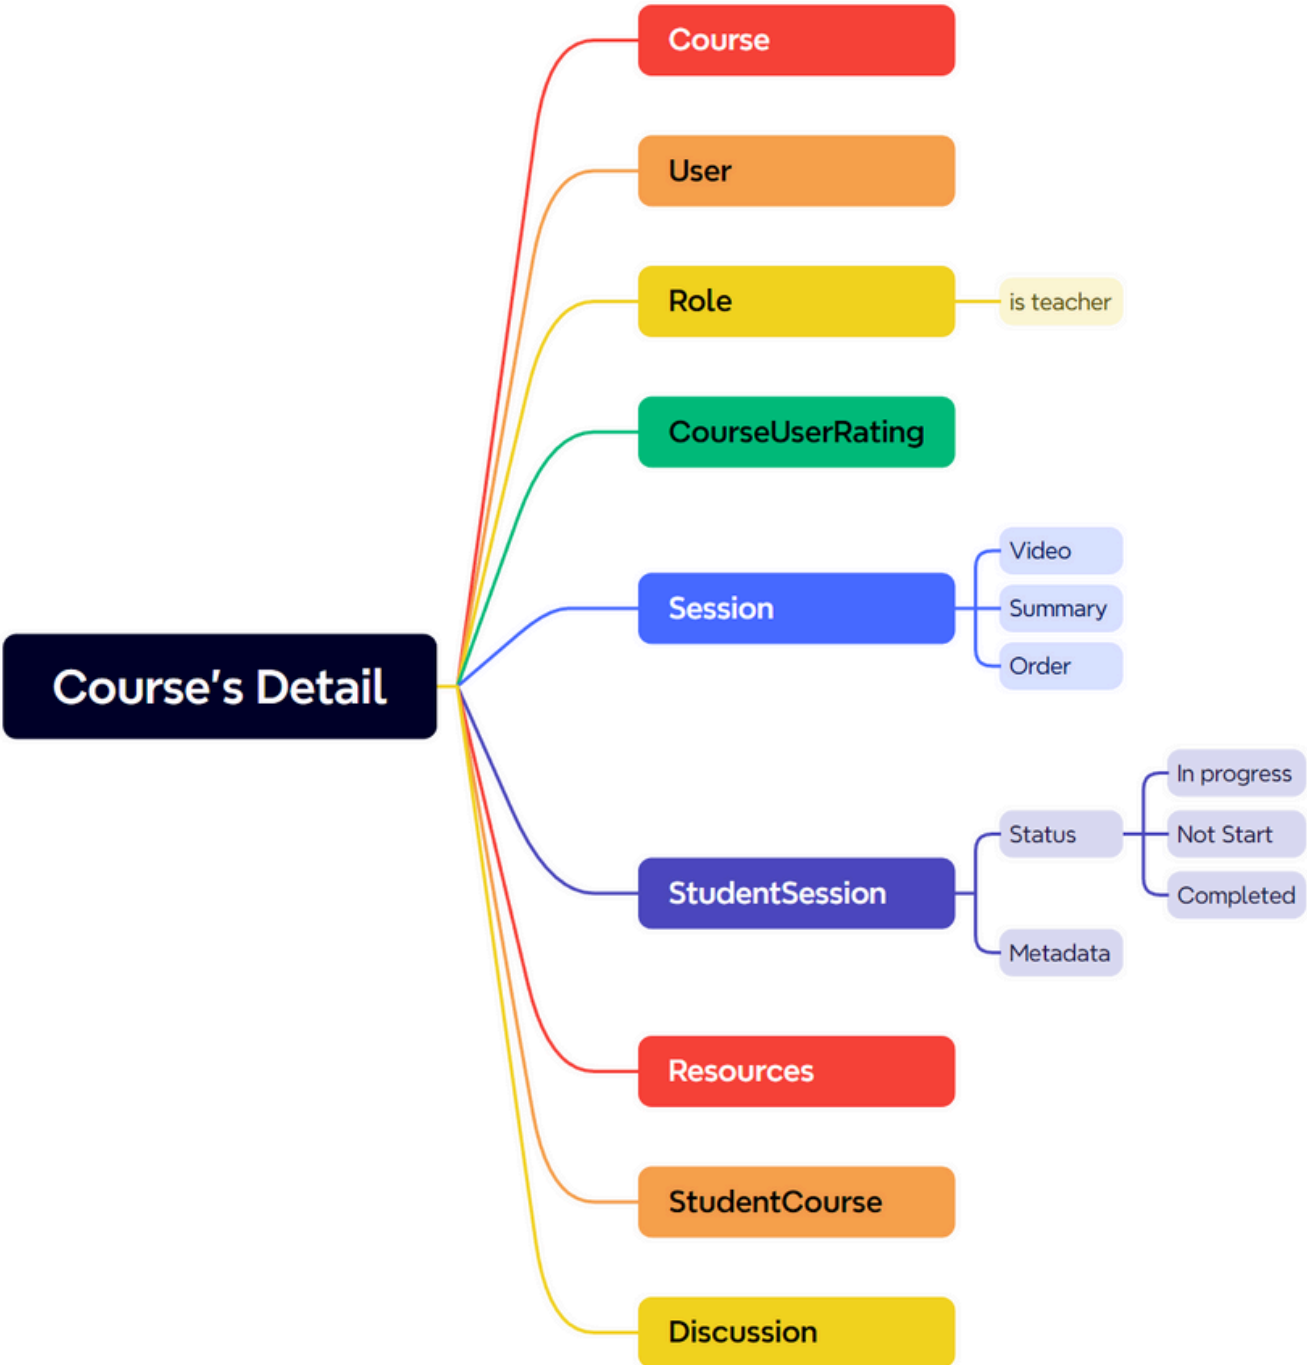 Course
User
Role
is teacher
CourseUserRating
Video
Session
Summary
Order
Course's Detail
In progress
Status
Not Start
StudentSession
Completed
Metadata
Resources
StudentCourse
Discussion